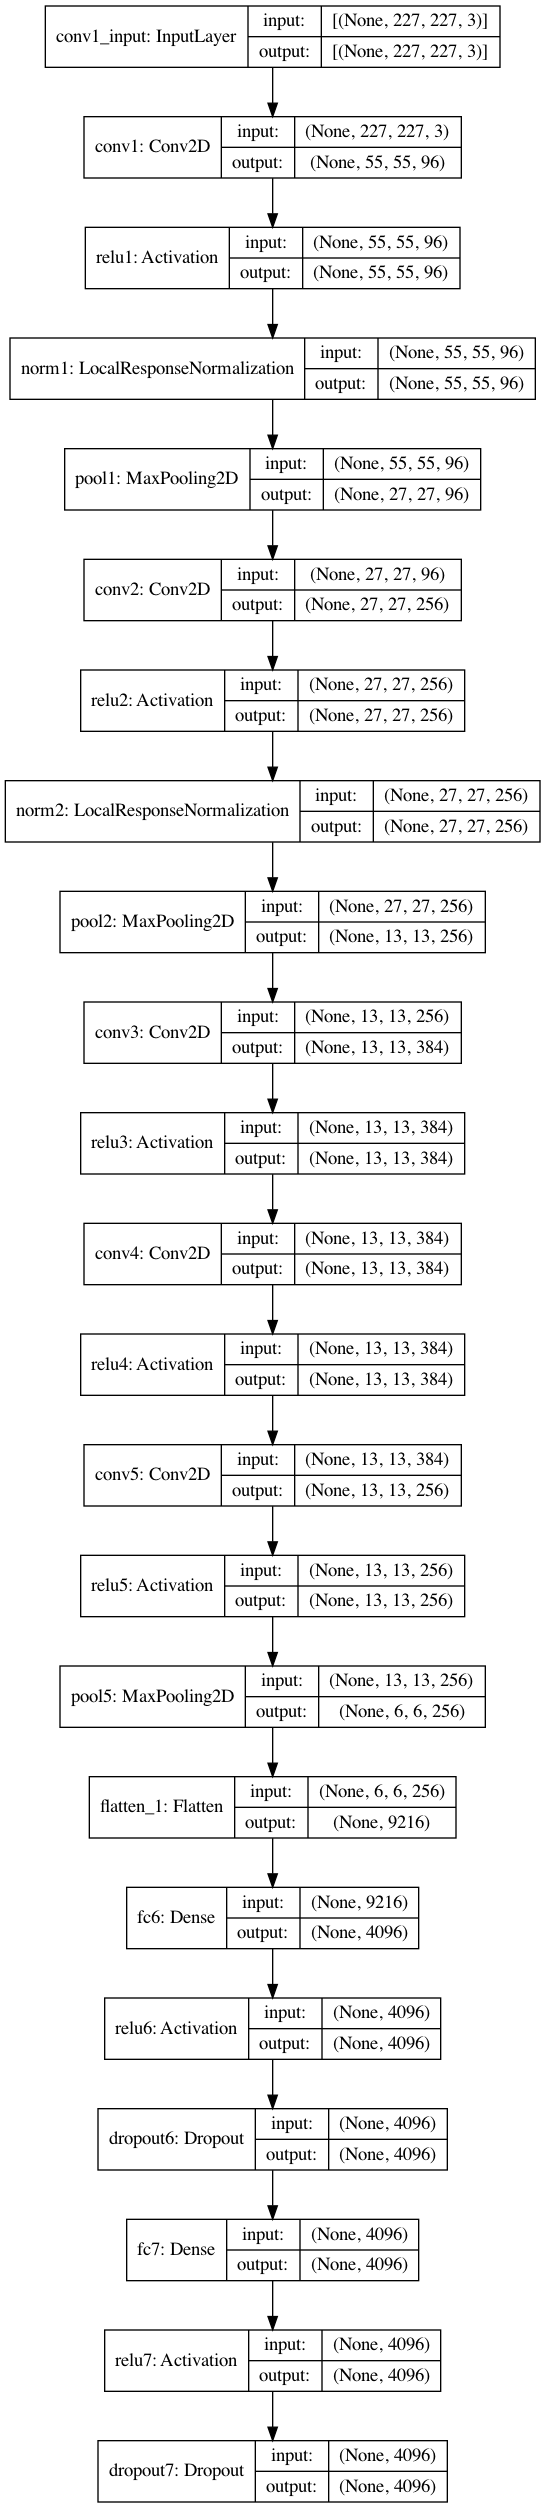 conv1_input: InputLayer
input: [(None, 227, 227, 3)]
output: [(None, 227, 227, 3)]
conv1: Conv2D
input: (None, 227, 227, 3)
output: (None, 55, 55, 96)
relu1: Activation
input: (None, 55, 55, 96)
output: (None, 55, 55, 96)
norm1: LocalResponseNormalization
input: (None, 55, 55, 96)
output: (None, 55, 55, 96)
pool1: MaxPooling2D
input: (None, 55, 55, 96)
output: (None, 27, 27, 96)
conv2: Conv2D
input: (None, 27, 27, 96)
output: (None, 27, 27, 256)
relu2: Activation
input: (None, 27, 27, 256)
output: (None, 27, 27, 256)
norm2: LocalResponseNormalization
input: (None, 27, 27, 256)
output: (None, 27, 27, 256)
pool2: MaxPooling2D
input: (None, 27, 27, 256)
output: (None, 13, 13, 256)
conv3: Conv2D
input: (None, 13, 13, 256)
output: (None, 13, 13, 384)
relu3: Activation
input: (None, 13, 13, 384)
output: (None, 13, 13, 384)
conv4: Conv2D
input: (None, 13, 13, 384)
output: (None, 13, 13, 384)
relu4: Activation
input: (None, 13, 13, 384)
output: (None, 13, 13, 384)
conv5: Conv2D
input: (None, 13, 13, 384)
output: (None, 13, 13, 256)
relu5: Activation
input: (None, 13, 13, 256)
output: (None, 13, 13, 256)
pool5: MaxPooling2D
input: (None, 13, 13, 256)
output: (None, 6, 6, 256)
flatten_1: Flatten
input: (None, 6, 6, 256)
output: (None, 9216)
fc6: Dense
input: (None, 9216)
output: (None, 4096)
relu6: Activation
input: (None, 4096)
output: (None, 4096)
dropout6: Dropout
input: (None, 4096)
output: (None, 4096)
fc7: Dense
input: (None, 4096)
output: (None, 4096)
relu7: Activation
input: (None, 4096)
output: (None, 4096)
dropout7: Dropout
input: (None, 4096)
output: (None, 4096)